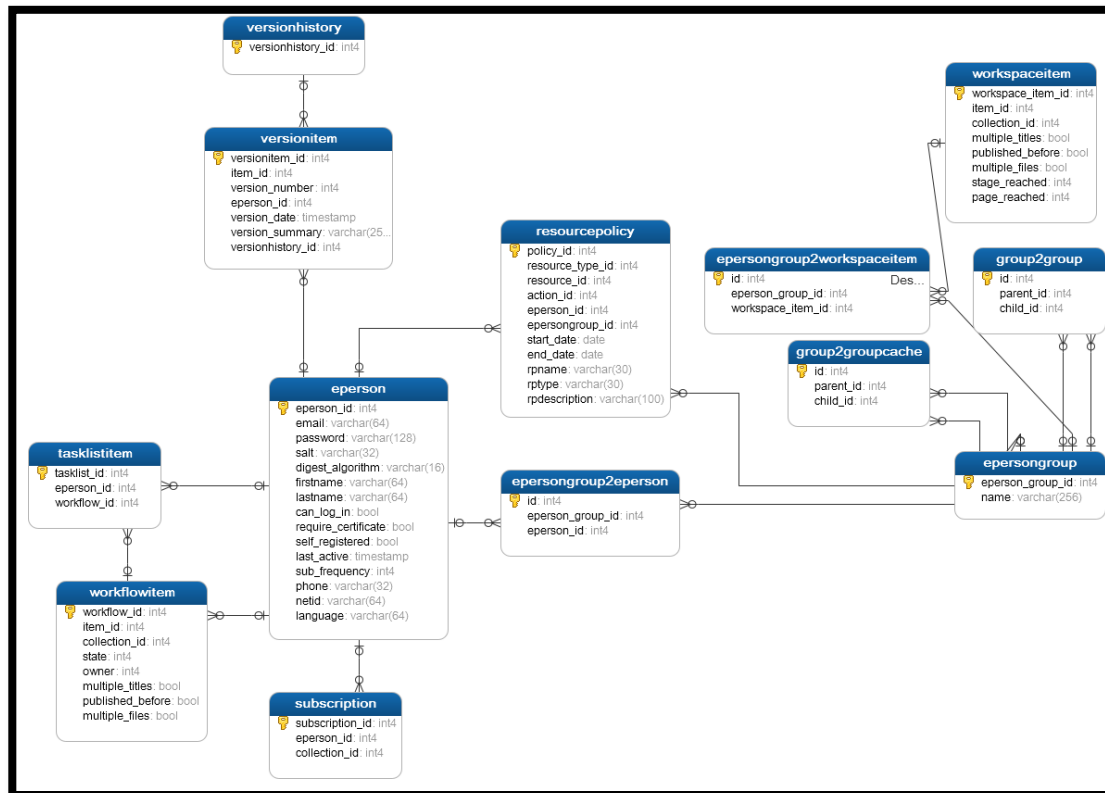 versionhistory
versionhistory_id: int4
versionitem
versionitem_id: int4
item_id: int4
version_number: int4
eperson_id: int4
version_date: timestamp
version_summary: varchar(25...
versionhistory_id: int4
workspaceitem
workspace_item_id: int4
item_id: int4
collection_id: int4
multiple_titles: bool
published_before: bool
multiple_files: bool
stage_reached: int4
page_reached: int4
resourcepolicy
policy_id: int4
resource_type_id: int4
resource_id: int4
action_id: int4
eperson_id: int4
epersongroup_id: int4
start_date: date
end_date: date
rpname: varchar(30)
rptype: varchar(30)
rpdescription: varchar(100)
epersongroup2workspaceitem
id: int4 Des...
eperson_group_id: int4
workspace_item_id: int4
group2group
id: int4
parent_id: int4
child_id: int4
group2groupcache
id: int4
parent_id: int4
child_id: int4
eperson
eperson_id: int4
email: varchar(64)
password: varchar(128)
salt: varchar(32)
digest_algorithm: varchar(16)
firstname: varchar(64)
lastname: varchar(64)
can_log_in: bool
require_certificate: bool
self_registered: bool
last_active: timestamp
sub_frequency: int4
phone: varchar(32)
netid: varchar(64)
language: varchar(64)
tasklistitem
tasklist_id: int4
eperson_id: int4
workflow_id: int4
epersongroup2eperson
id: int4
eperson_group_id: int4
eperson_id: int4
epersongroup
eperson_group_id: int4
name: varchar(256)
workflowitem
workflow_id: int4
item_id: int4
collection_id: int4
state: int4
owner: int4
multiple_titles: bool
published_before: bool
multiple_files: bool
subscription
subscription_id: int4
eperson_id: int4
collection_id: int4